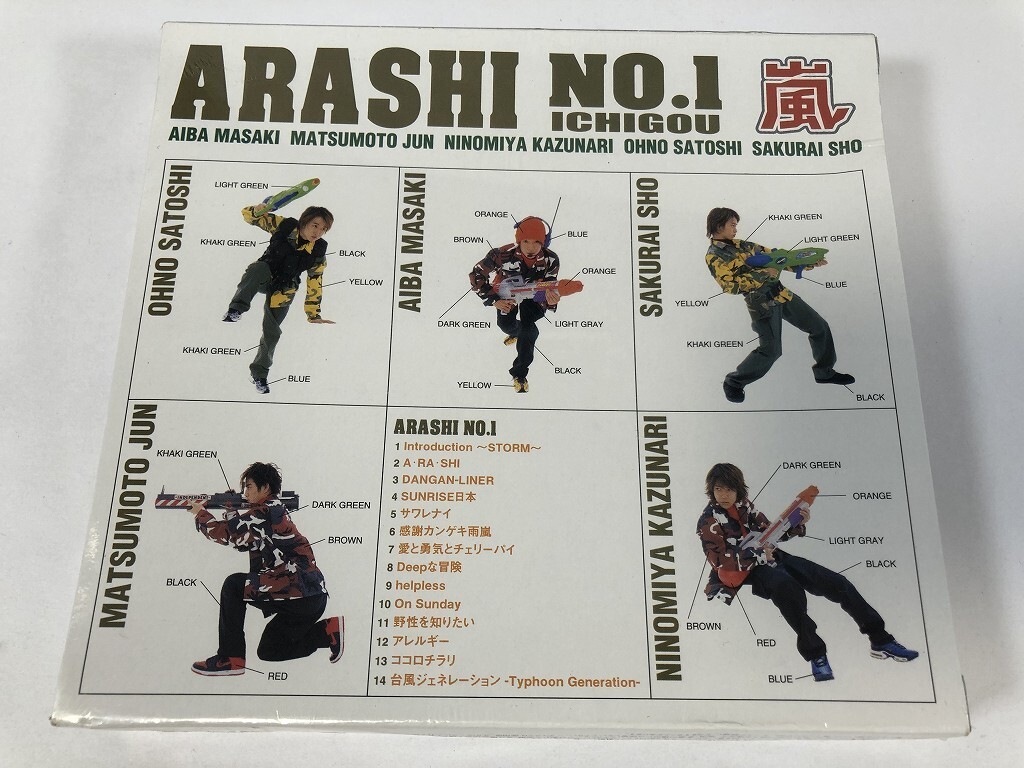 ARASHI NO.1
ICHIGOU
嵐
AIBA MASAKI MATSUMOTO JUN NINOMIYA KAZUNARI OHNO SATOSHI SAKURAI SHO
OHNO SATOSHI
LIGHT GREEN
KHAKI GREEN
BLACK
YELLOW
KHAKI GREEN
BLUE
AIBA MASAKI
ORANGE
BLUE
BROWN
ORANGE
DARK GREEN
LIGHT GRAY
BLACK
YELLOW
SAKURAI SHO
KHAKI GREEN
LIGHT GREEN
BLUE
YELLOW
KHAKI GREEN
BLACK
MATSUMOTO JUN
KHAKI GREEN
INDEPENDENT
DARK GREEN
BROWN
BLACK
RED
ARASHI NO.1
1 Introduction ～STORM～
2 A・RA・SHI
3 DANGAN-LINER
4 SUNRISE日本
5 サワレナイ
6 感謝カンゲキ雨嵐
7 愛と勇気とチェリーパイ
8 Deepな冒険
9 helpless
10 On Sunday
11 野性を知りたい
12 アレルギー
13 ココロチラリ
14 台風ジェネレーション -Typhoon Generation-
NINOMIYA KAZUNARI
DARK GREEN
ORANGE
LIGHT GRAY
BLACK
BROWN
RED
BLUE